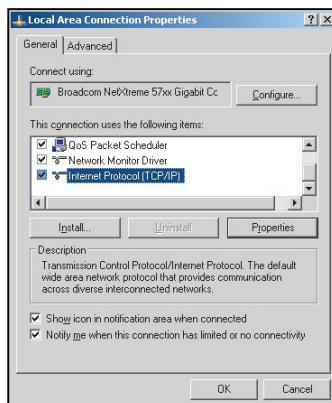 Local Area Connection Properties
General Advanced
Connect using:
Broadcom NetXtreme 57xx Gigabit Cc
Configure...
This connection uses the following items:
QoS Packet Scheduler
Network Monitor Driver
Internet Protocol (TCP/IP)
Install... Uninstall Properties
Description
Transmission Control Protocol/Internet Protocol. The default
wide area network protocol that provides communication
across diverse interconnected networks.
Show icon in notification area when connected
Notify me when this connection has limited or no connectivity
OK Cancel